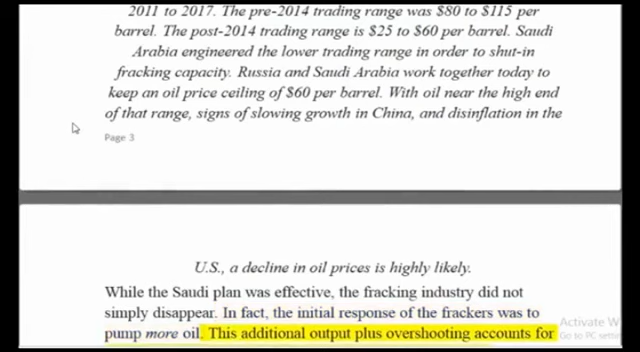 2011 to 2017. The pre-2014 trading range was $80 to $115 per
barrel. The post-2014 trading range is $25 to $60 per barrel. Saudi
Arabia engineered the lower trading range in order to shut-in
fracking capacity. Russia and Saudi Arabia work together today to
keep an oil price ceiling of $60 per barrel. With oil near the high end
of that range, signs of slowing growth in China, and disinflation in the
Page 3
U.S., a decline in oil prices is highly likely.
While the Saudi plan was effective, the fracking industry did not
simply disappear. In fact, the initial response of the frackers was to
pump more oil. This additional output plus overshooting accounts for
Activate W
Go to PC setti